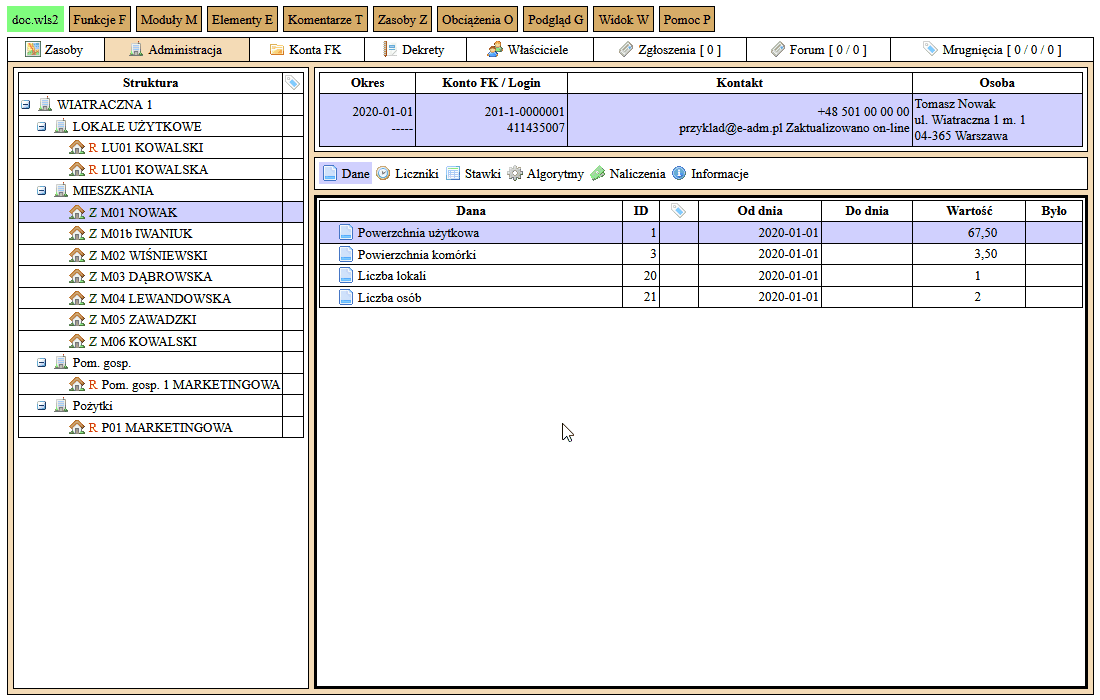 doc.wls2 Funkcje F Moduły M Elementy E Komentarze T Zasoby Z Obciążenia O Podgląd G Widok W Pomoc P
Zasoby Administracja Konta FK Dekrety Właściciele Zgłoszenia [ 0 ] Forum [ 0 / 0 ] Mrugnięcia [ 0 / 0 / 0 ]
Struktura
WIATRACZNA 1
LOKALE UŻYTKOWE
R LU01 KOWALSKI
R LU01 KOWALSKA
MIESZKANIA
Z M01 NOWAK
Z M01b IWANIUK
Z M02 WIŚNIEWSKI
Z M03 DĄBROWSKA
Z M04 LEWANDOWSKA
Z M05 ZAWADZKI
Z M06 KOWALSKI
Pom. gosp.
R Pom. gosp. 1 MARKETINGOWA
Pożytki
R P01 MARKETINGOWA
Okres Konto FK / Login Kontakt Osoba
2020-01-01 201-1-0000001 +48 501 00 00 00 Tomasz Nowak
----- 411435007 przyklad@e-adm.pl Zaktualizowano on-line ul. Wiatraczna 1 m. 1
04-365 Warszawa
Dane Liczniki Stawki Algorytmy Naliczenia Informacje
Dana ID Od dnia Do dnia Wartość Było
Powerzchnia użytkowa 1 2020-01-01 67,50
Powierzchnia komórki 3 2020-01-01 3,50
Liczba lokali 20 2020-01-01 1
Liczba osób 21 2020-01-01 2